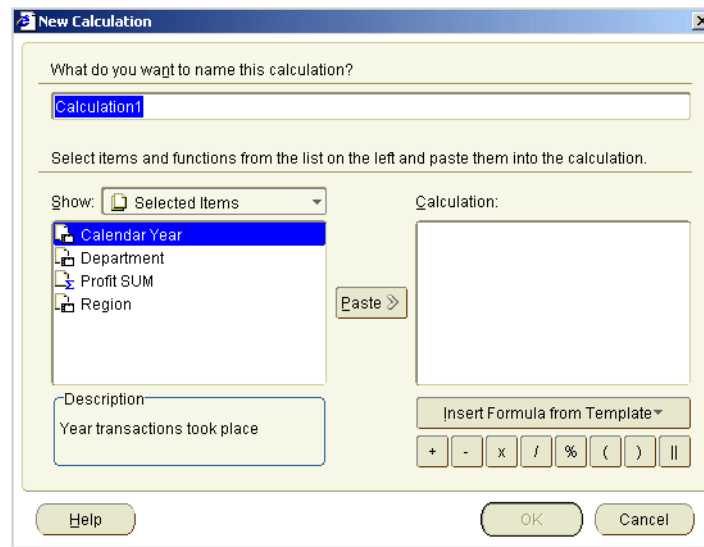 New Calculation
What do you want to name this calculation?
Calculation1
Select items and functions from the list on the left and paste them into the calculation.
Show: Selected Items
Calculation:
Calendar Year
Department
Profit SUM
Region
Paste
Description
Year transactions took place
Insert Formula from Template
+ - x / % ( ) ||
Help
OK
Cancel